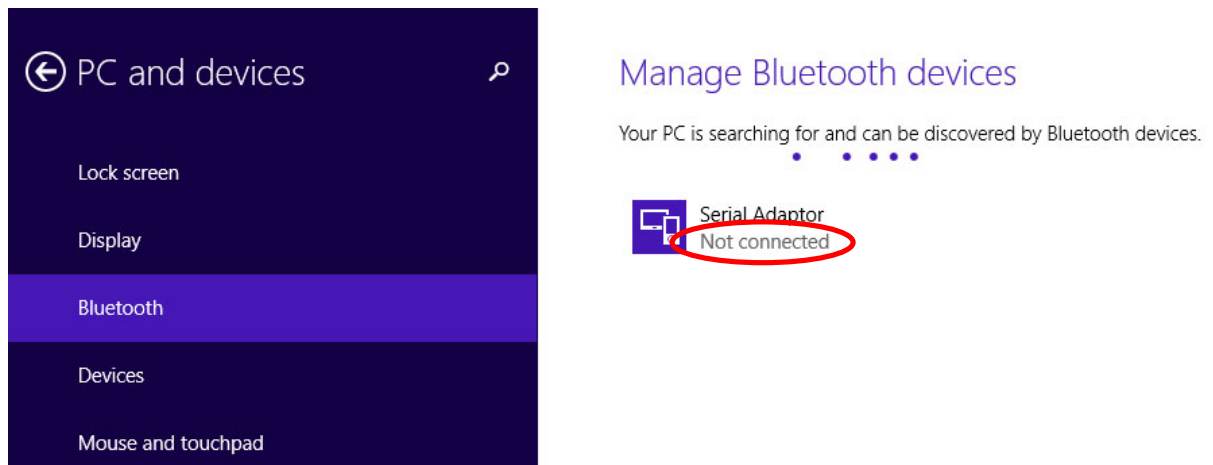 PC and devices
Lock screen
Display
Bluetooth
Devices
Mouse and touchpad
Manage Bluetooth devices
Your PC is searching for and can be discovered by Bluetooth devices.
Serial Adaptor
Not connected